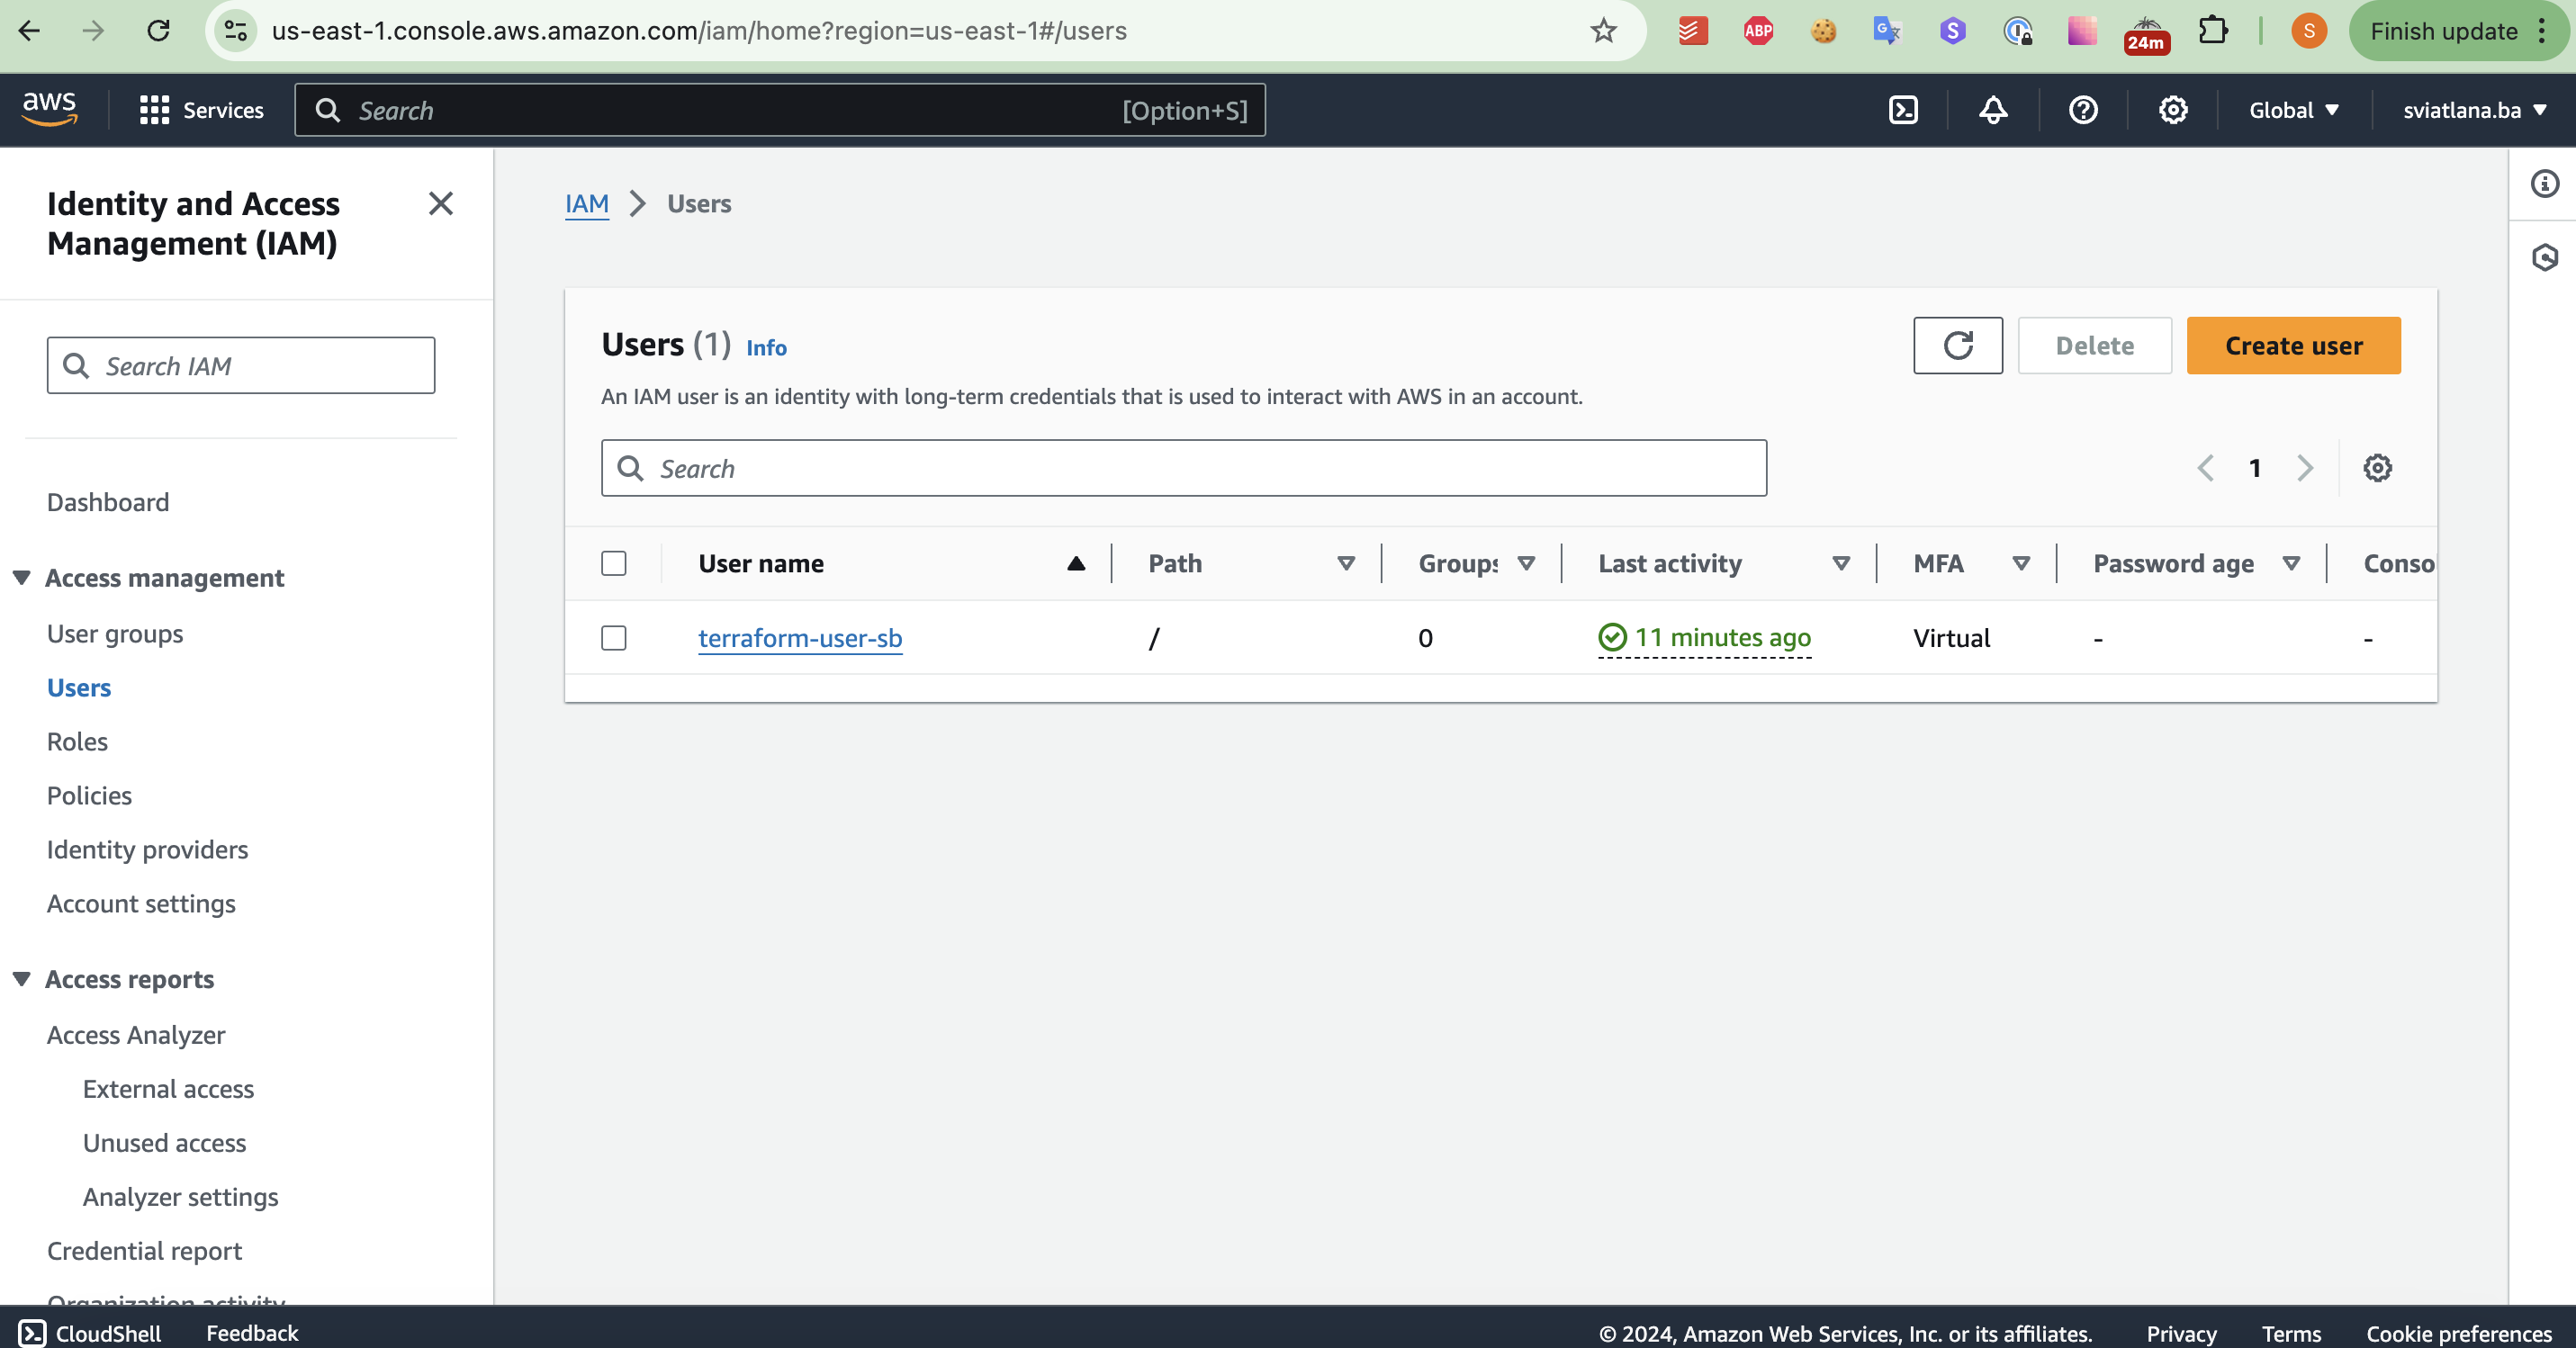 us-east-1.console.aws.amazon.com/iam/home?region=us-east-1#/users
ABP
G
S
24m
S
Finish update
aws
Services
Search
[Option+S]
Global
sviatlana.ba
Identity and Access
Management (IAM)
Search IAM
Dashboard
Access management
User groups
Users
Roles
Policies
Identity providers
Account settings
Access reports
Access Analyzer
External access
Unused access
Analyzer settings
Credential report
Organization activity
IAM > Users
Users (1) Info
Delete
Create user
An IAM user is an identity with long-term credentials that is used to interact with AWS in an account.
Search
1
User name Path Groups Last activity MFA Password age Conso
terraform-user-sb / 0 11 minutes ago Virtual - -
CloudShell Feedback © 2024, Amazon Web Services, Inc. or its affiliates. Privacy Terms Cookie preferences